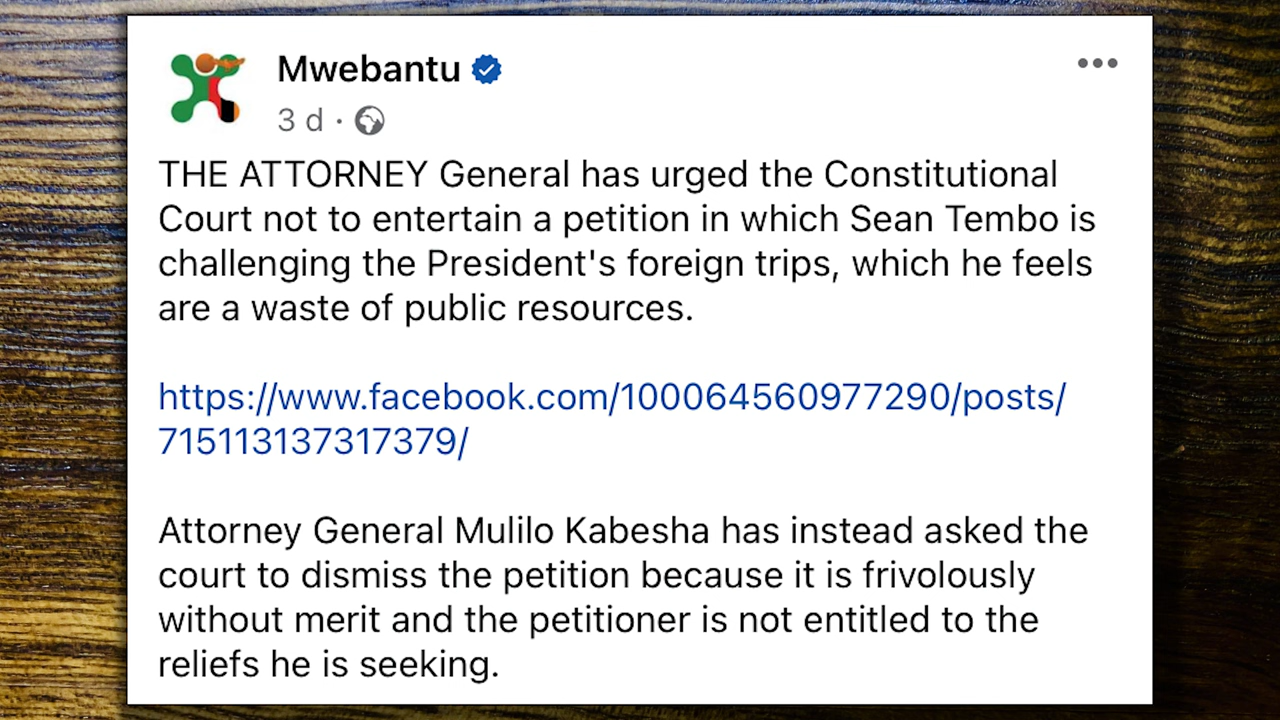 Mwebantu
3 d ·
THE ATTORNEY General has urged the Constitutional
Court not to entertain a petition in which Sean Tembo is
challenging the President's foreign trips, which he feels
are a waste of public resources.
https://www.facebook.com/100064560977290/posts/
715113137317379/
Attorney General Mulilo Kabesha has instead asked the
court to dismiss the petition because it is frivolously
without merit and the petitioner is not entitled to the
reliefs he is seeking.